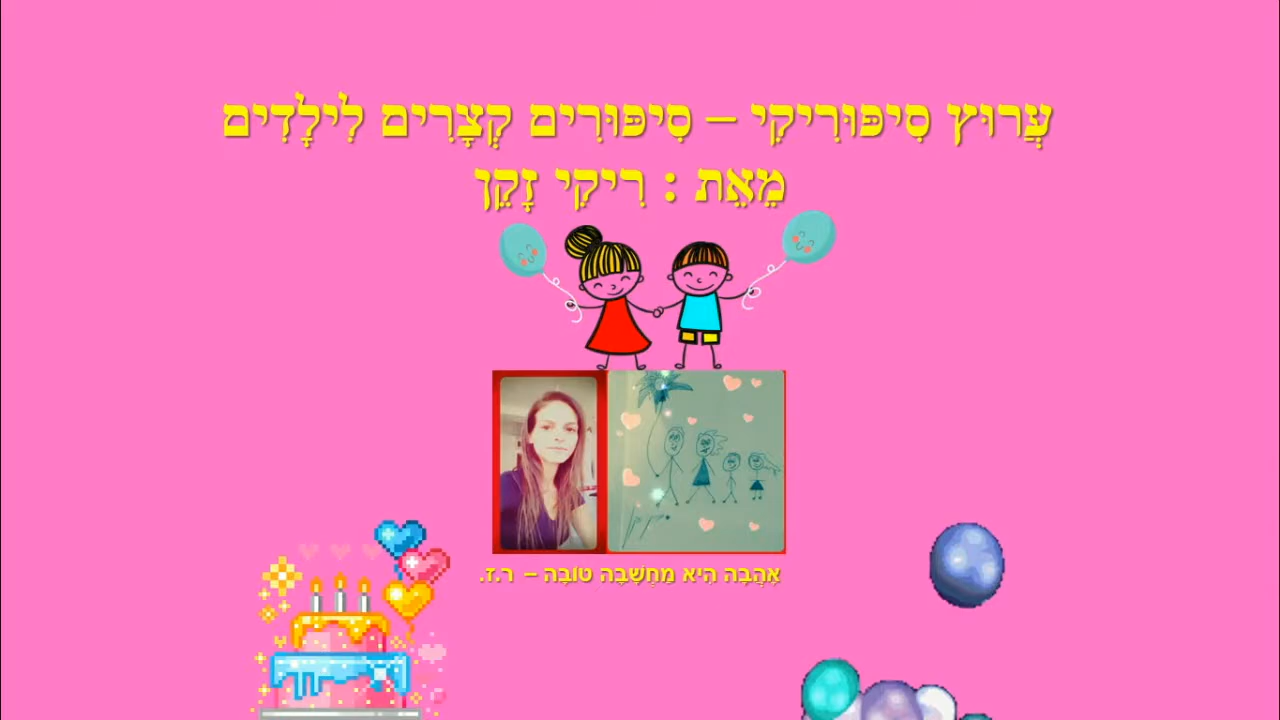 עֲרוּץ סִיפּוּרִיקִי – סִיפּוּרִים קְצָרִים לִילָדִים
מֵאֵת : רִיקִי זָקֵן
אַהֲבָה הִיא מַחְשָׁבָה טוֹבָה – ר.ז.